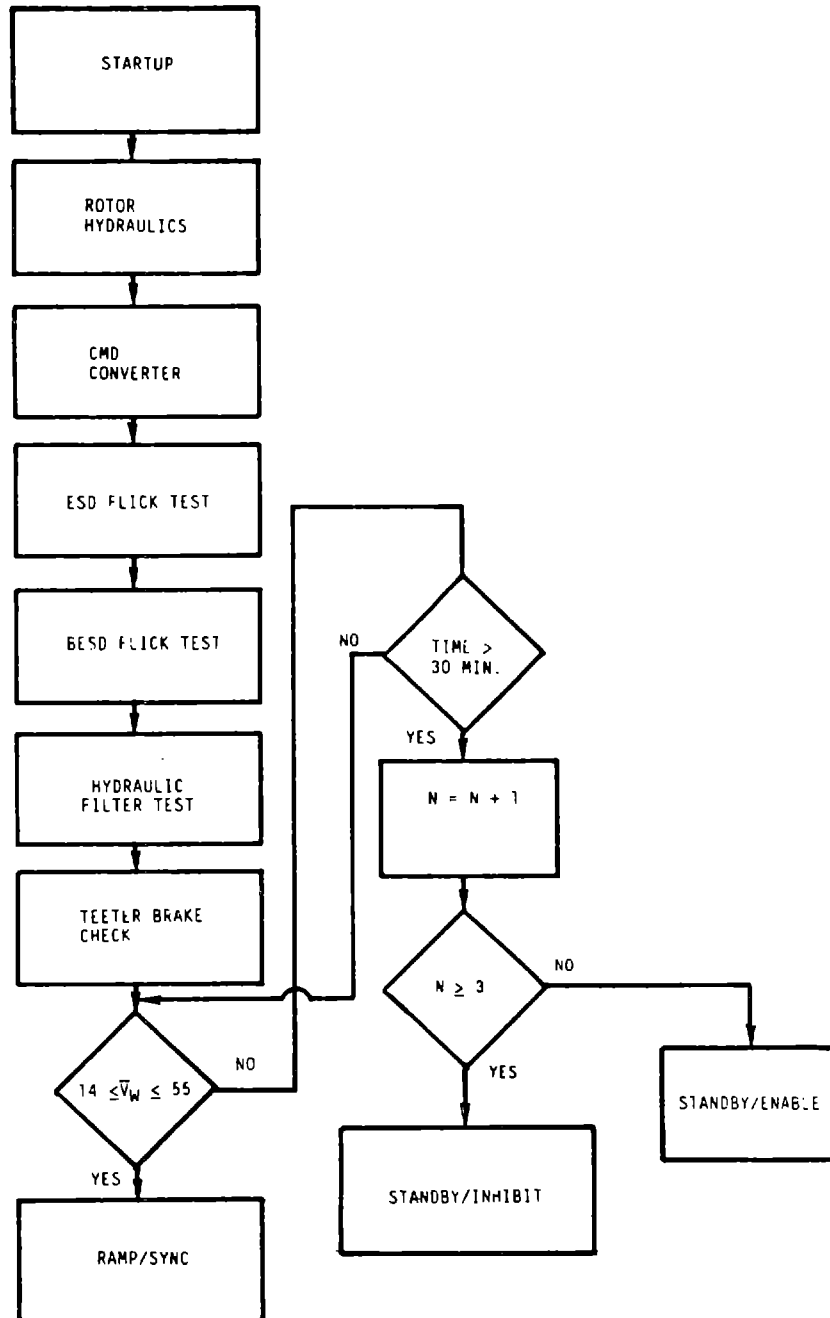 STARTUP
ROTOR
HYDRAULICS
CMD
CONVERTER
ESD FLICK TEST
BESD FLICK TEST
HYDRAULIC
FILTER TEST
TEETER BRAKE
CHECK
14 ≤ V̅W ≤ 55
NO
YES
RAMP/SYNC
TIME >
30 MIN.
NO
YES
N = N + 1
N ≥ 3
NO
YES
STANDBY/INHIBIT
STANDBY/ENABLE